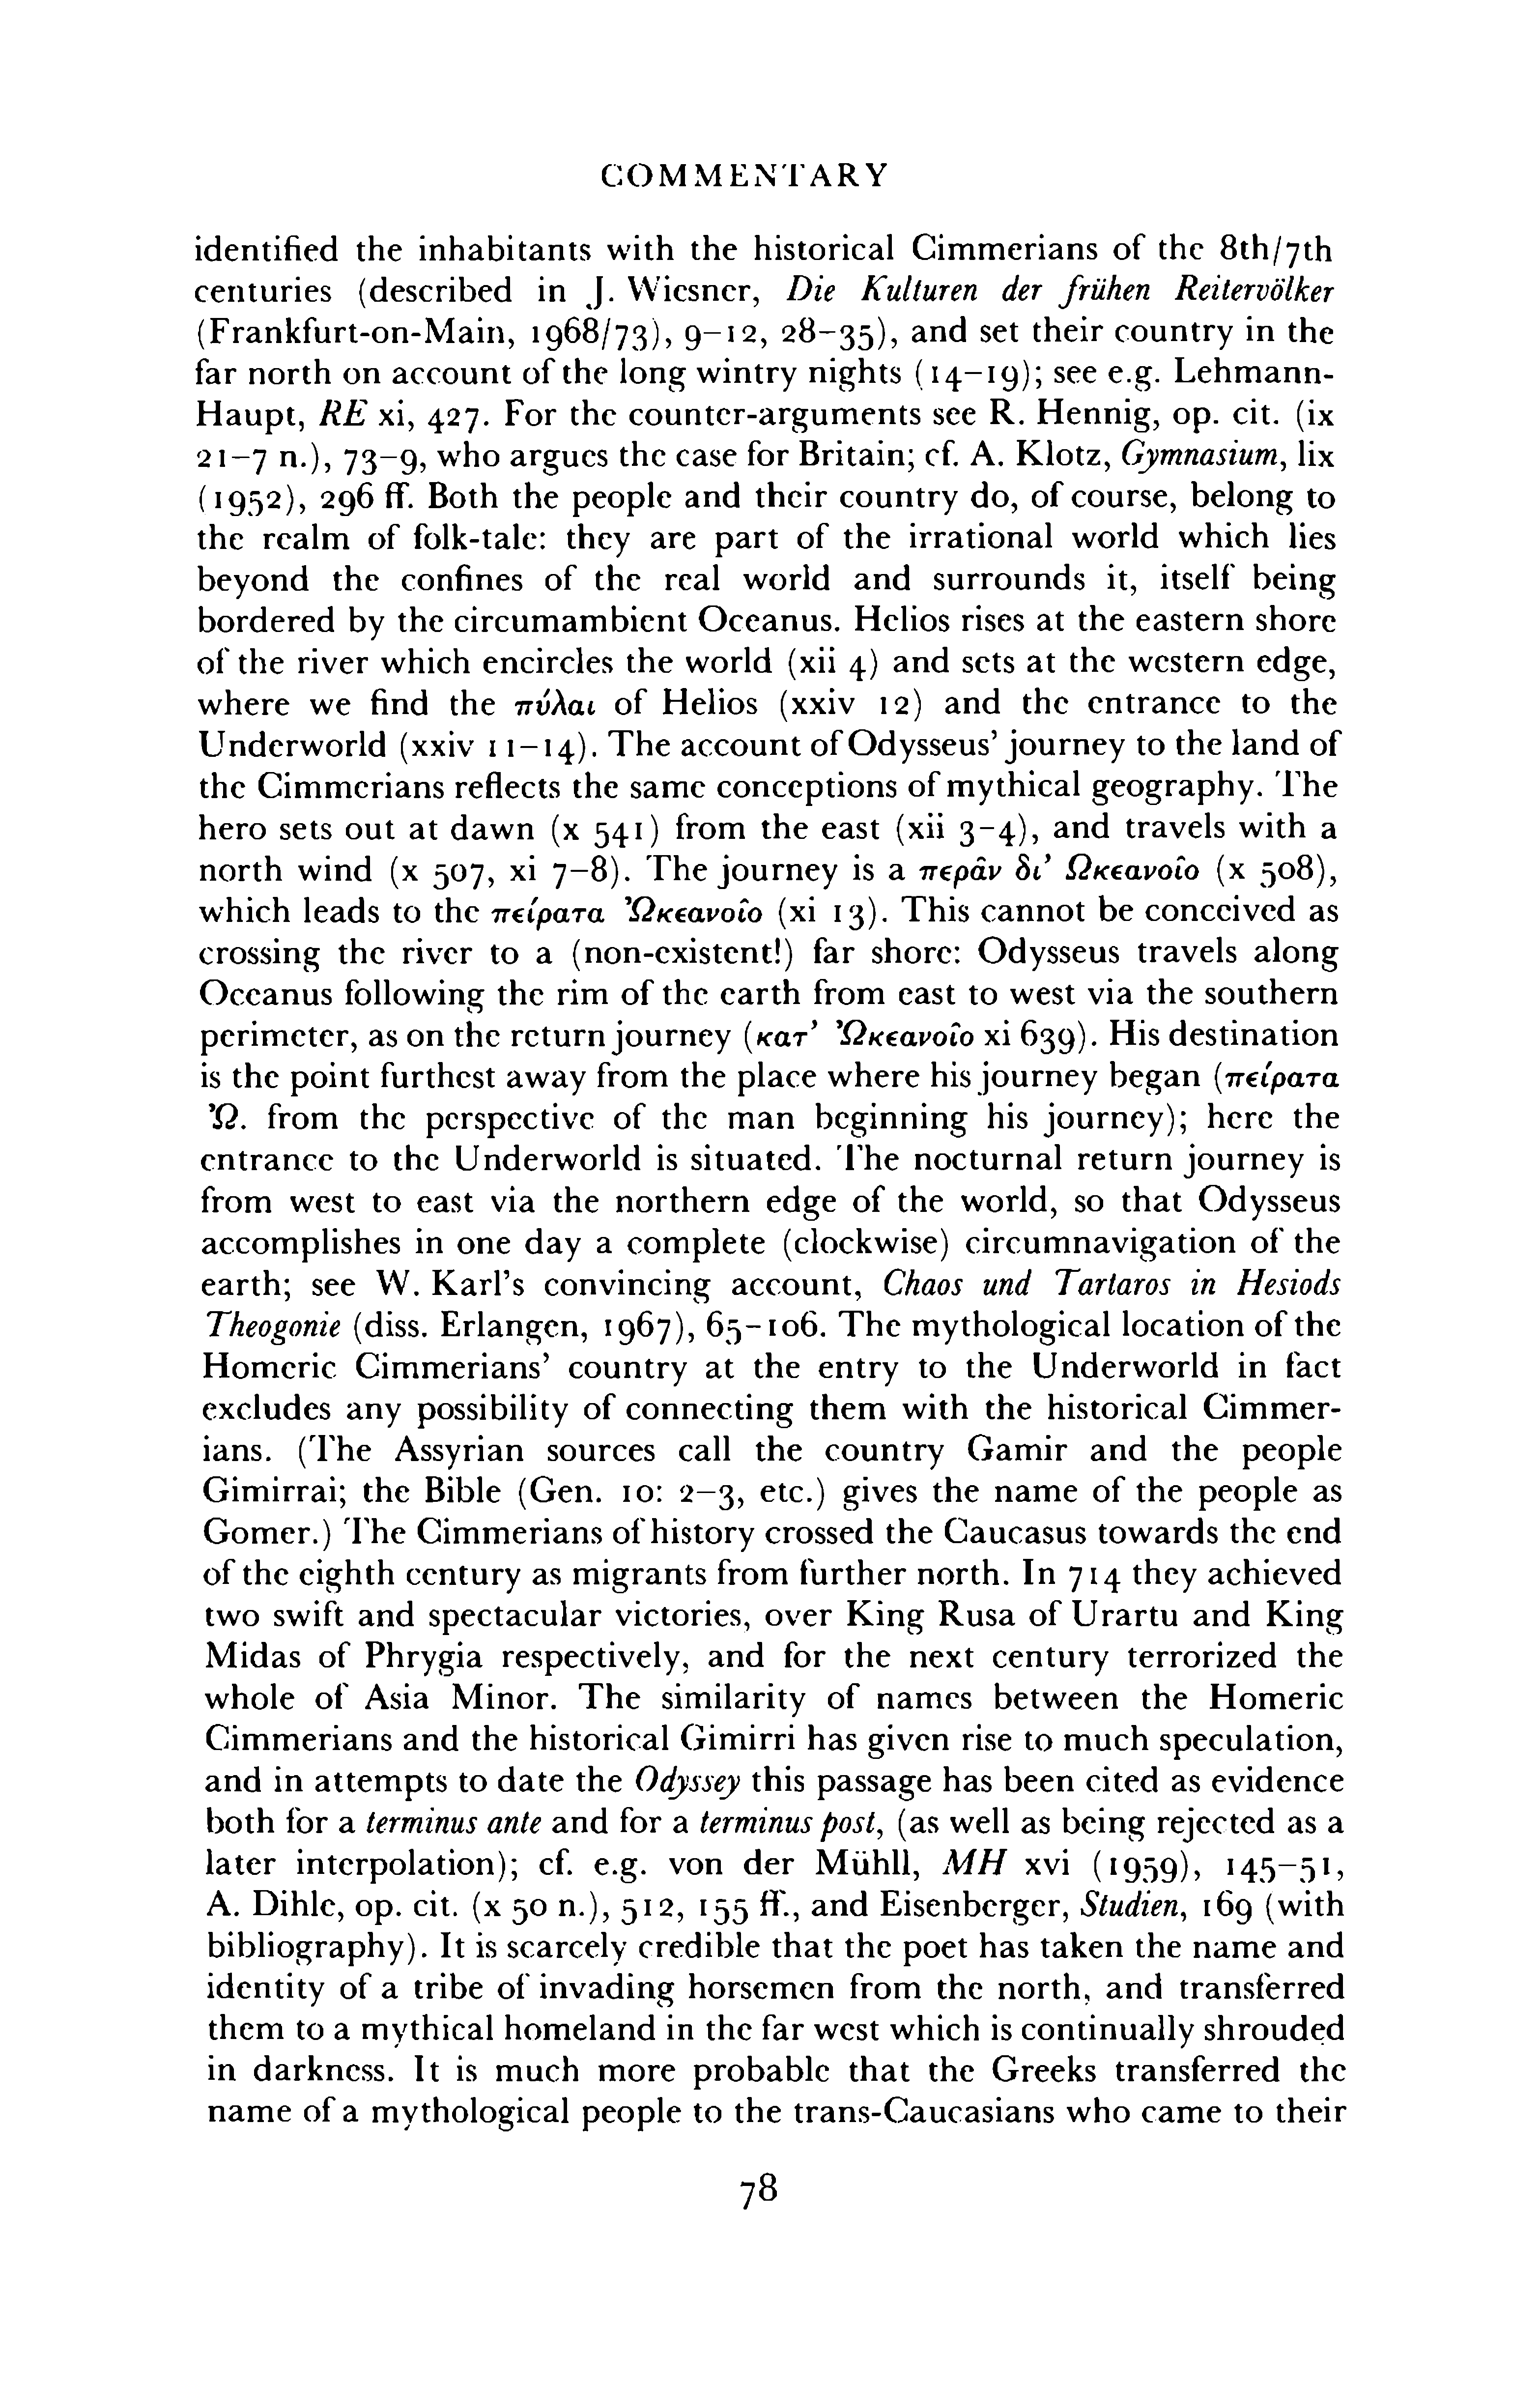 COMMENTARY
identified the inhabitants with the historical Cimmerians of the 8th/7th
centuries (described in J. Wiesner, Die Kulturen der frühen Reitervölker
(Frankfurt-on-Main, 1968/73), 9–12, 28–35), and set their country in the
far north on account of the long wintry nights (14–19); see e.g. Lehmann-
Haupt, RE xi, 427. For the counter-arguments see R. Hennig, op. cit. (ix
21–7 n.), 73–9, who argues the case for Britain; cf. A. Klotz, Gymnasium, lix
(1952), 296 ff. Both the people and their country do, of course, belong to
the realm of folk-tale: they are part of the irrational world which lies
beyond the confines of the real world and surrounds it, itself being
bordered by the circumambient Oceanus. Helios rises at the eastern shore
of the river which encircles the world (xii 4) and sets at the western edge,
where we find the πύλαι of Helios (xxiv 12) and the entrance to the
Underworld (xxiv 11–14). The account of Odysseus’ journey to the land of
the Cimmerians reflects the same conceptions of mythical geography. The
hero sets out at dawn (x 541) from the east (xii 3–4), and travels with a
north wind (x 507, xi 7–8). The journey is a περᾶν δι’ Ωκεανοῖο (x 508),
which leads to the πείρατα Ὠκεανοῖο (xi 13). This cannot be conceived as
crossing the river to a (non-existent!) far shore: Odysseus travels along
Oceanus following the rim of the earth from east to west via the southern
perimeter, as on the return journey (κατ’ Ὠκεανοῖο xi 639). His destination
is the point furthest away from the place where his journey began (πείρατα
Ὠ. from the perspective of the man beginning his journey); here the
entrance to the Underworld is situated. The nocturnal return journey is
from west to east via the northern edge of the world, so that Odysseus
accomplishes in one day a complete (clockwise) circumnavigation of the
earth; see W. Karl’s convincing account, Chaos und Tartaros in Hesiods
Theogonie (diss. Erlangen, 1967), 65–106. The mythological location of the
Homeric Cimmerians’ country at the entry to the Underworld in fact
excludes any possibility of connecting them with the historical Cimmer-
ians. (The Assyrian sources call the country Gamir and the people
Gimirrai; the Bible (Gen. 10: 2–3, etc.) gives the name of the people as
Gomer.) The Cimmerians of history crossed the Caucasus towards the end
of the eighth century as migrants from further north. In 714 they achieved
two swift and spectacular victories, over King Rusa of Urartu and King
Midas of Phrygia respectively, and for the next century terrorized the
whole of Asia Minor. The similarity of names between the Homeric
Cimmerians and the historical Gimirri has given rise to much speculation,
and in attempts to date the Odyssey this passage has been cited as evidence
both for a terminus ante and for a terminus post, (as well as being rejected as a
later interpolation); cf. e.g. von der Mühll, MH xvi (1959), 145–51,
A. Dihle, op. cit. (x 50 n.), 512, 155 ff., and Eisenberger, Studien, 169 (with
bibliography). It is scarcely credible that the poet has taken the name and
identity of a tribe of invading horsemen from the north, and transferred
them to a mythical homeland in the far west which is continually shrouded
in darkness. It is much more probable that the Greeks transferred the
name of a mythological people to the trans-Caucasians who came to their
78